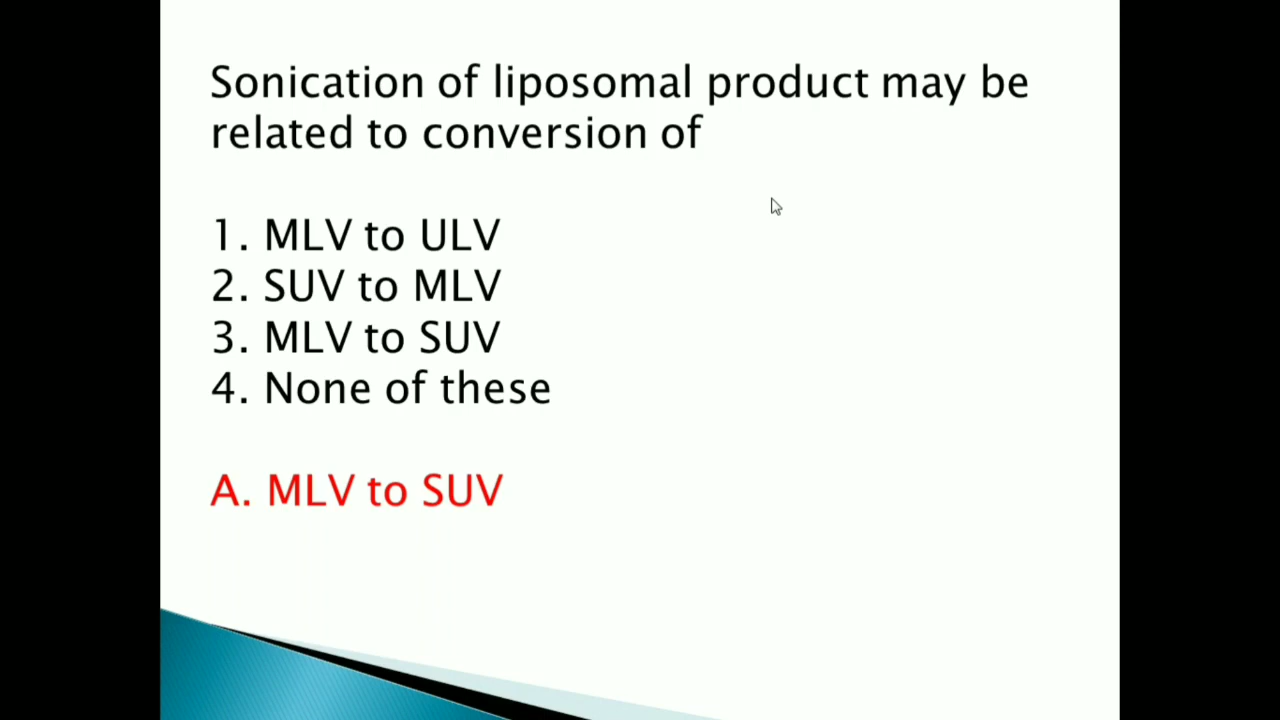 Sonication of liposomal product may be
related to conversion of
1. MLV to ULV
2. SUV to MLV
3. MLV to SUV
4. None of these
A. MLV to SUV